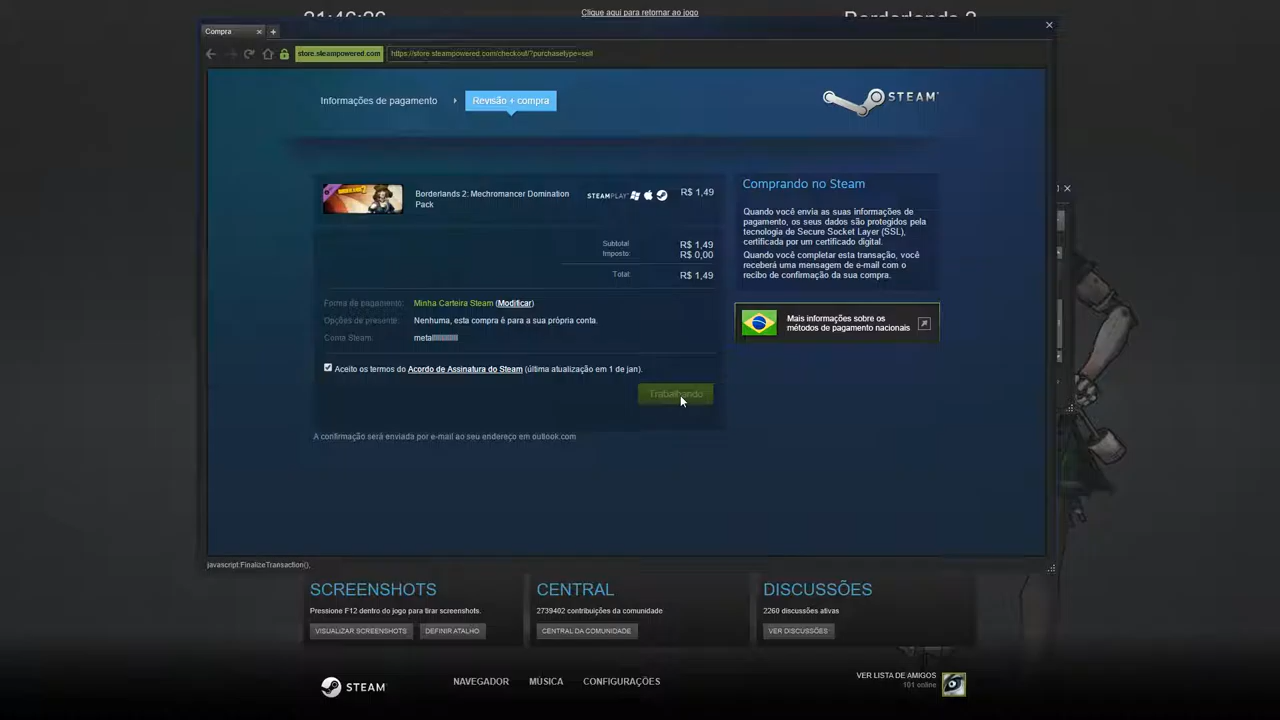 21:46:26
Clique aqui para retornar ao jogo
Borderlands 2
Compra
store.steampowered.com
https://store.steampowered.com/checkout/?purchasetype=self
Informações de pagamento
Revisão + compra
STEAM
Borderlands 2: Mechromancer Domination
Pack
STEAMPLAY
R$ 1,49
Subtotal
R$ 1,49
Imposto:
R$ 0,00
Total:
R$ 1,49
Forma de pagamento:
Minha Carteira Steam (Modificar)
Opções de presente:
Nenhuma, esta compra é para a sua própria conta.
Conta Steam:
metal
Aceito os termos do Acordo de Assinatura do Steam (última atualização em 1 de jan).
Trabalhando
A confirmação será enviada por e-mail ao seu endereço em outlook.com
Comprando no Steam
Quando você envia as suas informações de
pagamento, os seus dados são protegidos pela
tecnologia de Secure Socket Layer (SSL),
certificada por um certificado digital.
Quando você completar esta transação, você
receberá uma mensagem de e-mail com o
recibo de confirmação da sua compra.
Mais informações sobre os
métodos de pagamento nacionais
javascript:FinalizeTransaction();
SCREENSHOTS
Pressione F12 dentro do jogo para tirar screenshots.
VISUALIZAR SCREENSHOTS
DEFINIR ATALHO
CENTRAL
2739402 contribuições da comunidade
CENTRAL DA COMUNIDADE
DISCUSSÕES
2260 discussões ativas
VER DISCUSSÕES
STEAM
NAVEGADOR
MÚSICA
CONFIGURAÇÕES
VER LISTA DE AMIGOS
101 online